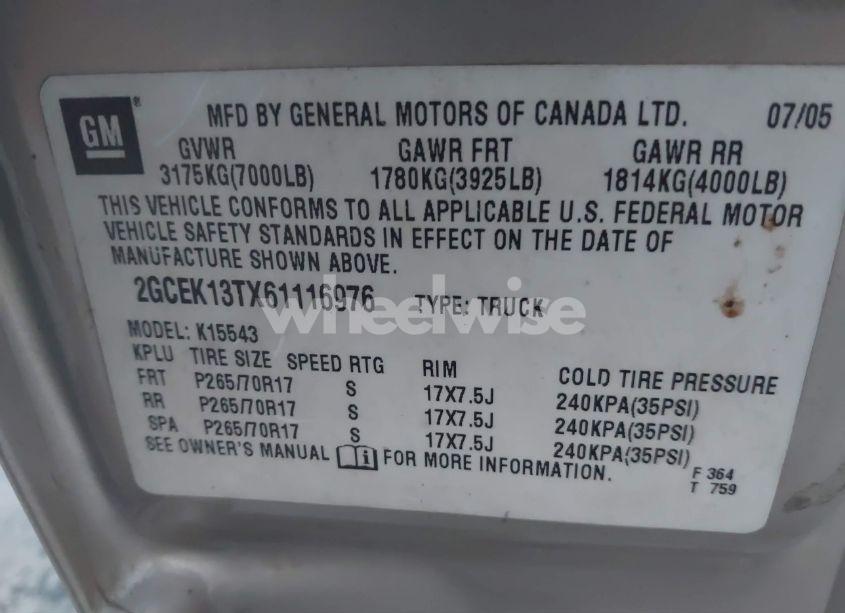 GM ® MFD BY GENERAL MOTORS OF CANADA LTD. 07/05
GVWR GAWR FRT GAWR RR
3175KG(7000LB) 1780KG(3925LB) 1814KG(4000LB)
THIS VEHICLE CONFORMS TO ALL APPLICABLE U.S. FEDERAL MOTOR
VEHICLE SAFETY STANDARDS IN EFFECT ON THE DATE OF
MANUFACTURE SHOWN ABOVE.
2GCEK13TX61116976 TYPE: TRUCK
wheelwise
MODEL: K15543
KPLU TIRE SIZE SPEED RTG RIM COLD TIRE PRESSURE
FRT P265/70R17 S 17X7.5J 240KPA(35PSI)
RR P265/70R17 S 17X7.5J 240KPA(35PSI)
SPA P265/70R17 S 17X7.5J 240KPA(35PSI)
SEE OWNER'S MANUAL i FOR MORE INFORMATION.
F 364
T 759